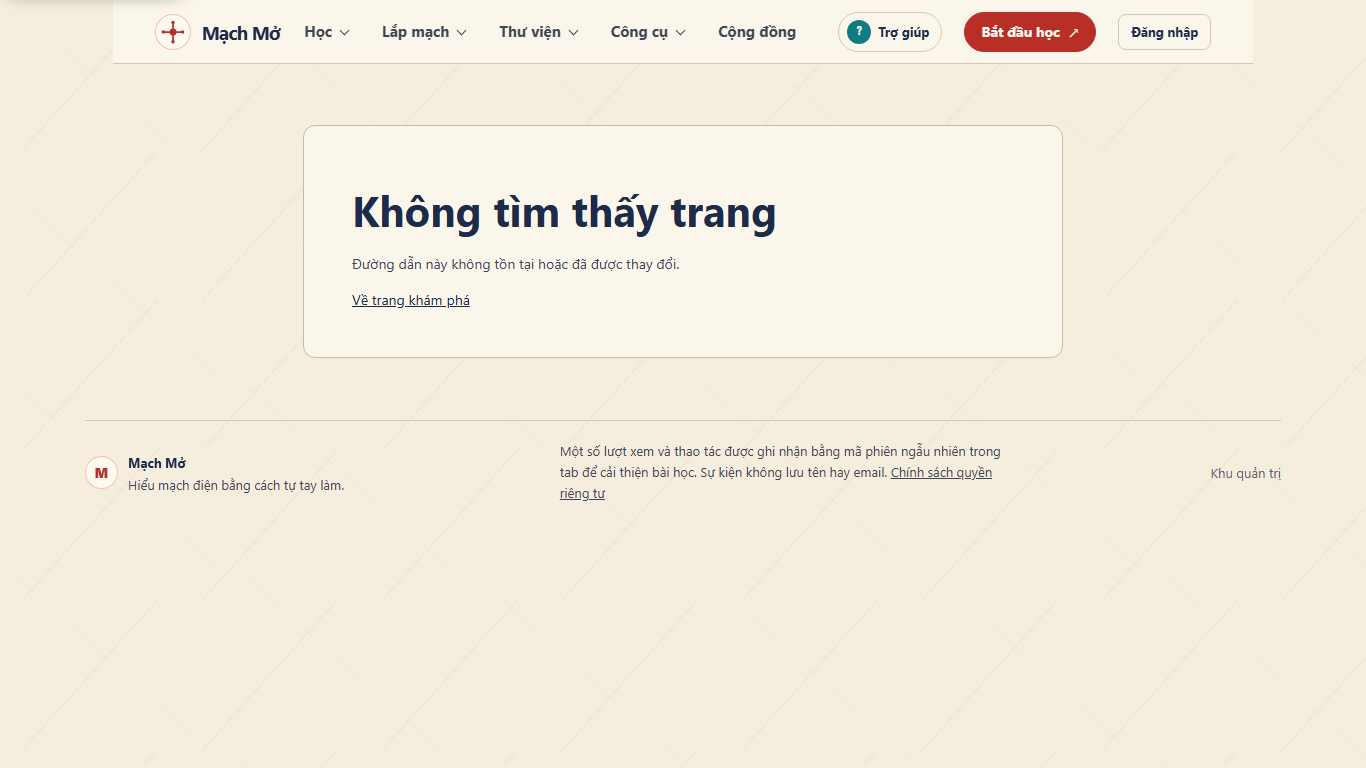 Mạch Mở
Học
Lắp mạch
Thư viện
Công cụ
Cộng đồng
? Trợ giúp
Bắt đầu học ↗
Đăng nhập
Không tìm thấy trang
Đường dẫn này không tồn tại hoặc đã được thay đổi.
Về trang khám phá
M
Mạch Mở
Hiểu mạch điện bằng cách tự tay làm.
Một số lượt xem và thao tác được ghi nhận bằng mã phiên ngẫu nhiên trong
tab để cải thiện bài học. Sự kiện không lưu tên hay email. Chính sách quyền
riêng tư
Khu quản trị